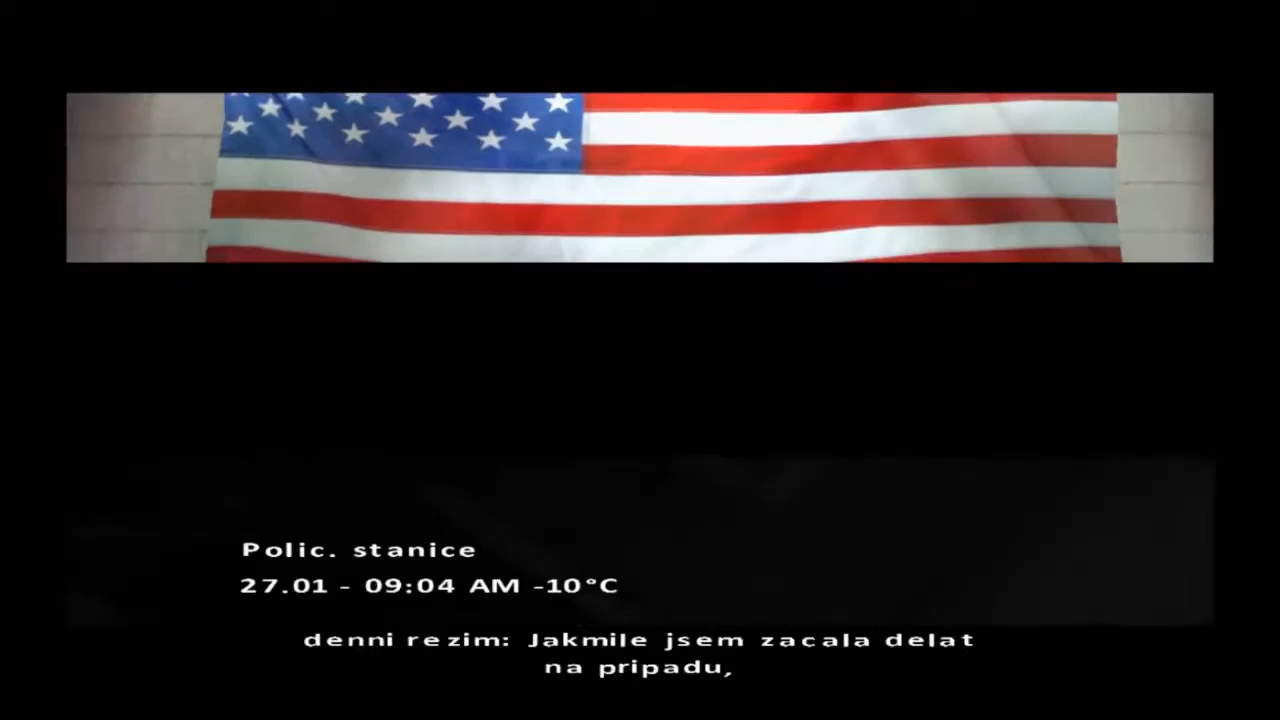 Polic. stanice
27.01 - 09:04 AM -10°C
denni rezim: Jakmile jsem zacala delat
na pripadu,